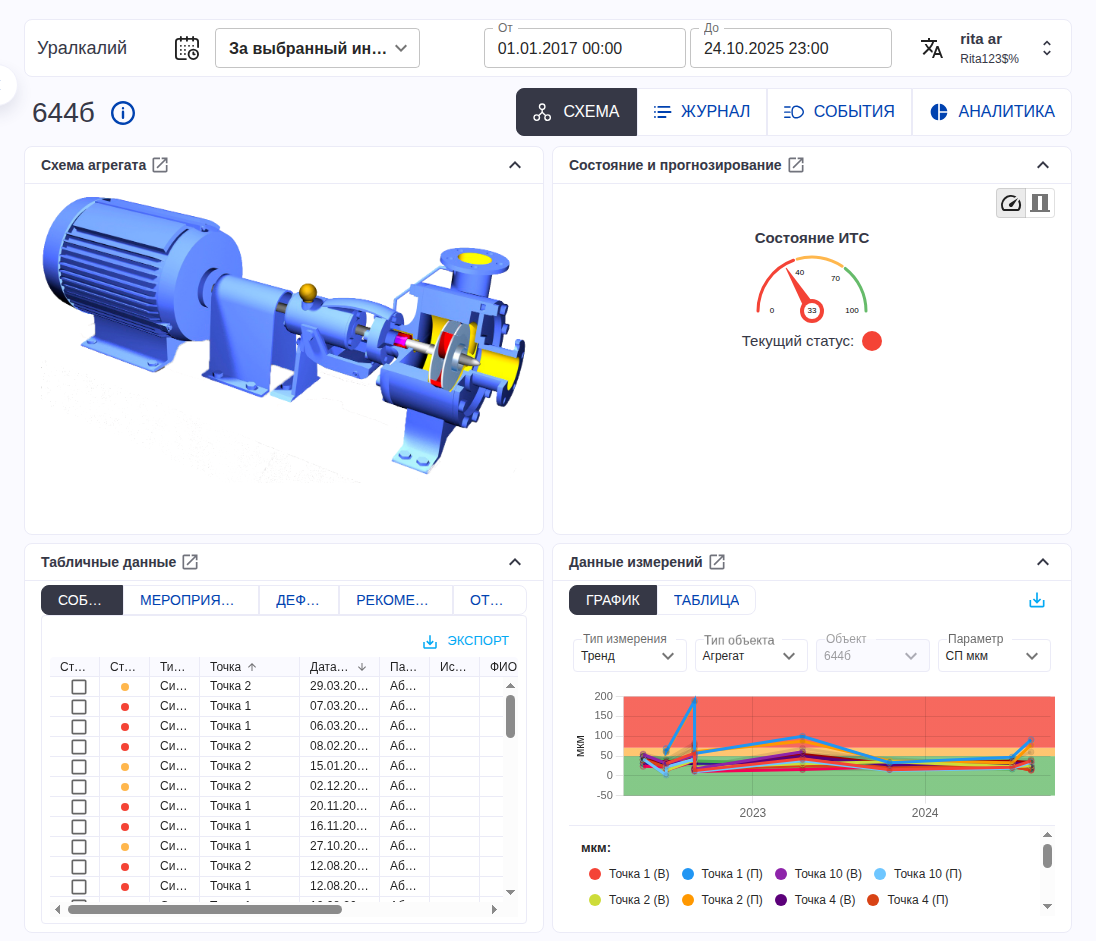 Уралкалий
За выбранный ин...
От
01.01.2017 00:00
До
24.10.2025 23:00
rita ar
Rita123$%
644б
СХЕМА
ЖУРНАЛ
СОБЫТИЯ
АНАЛИТИКА
Схема агрегата
Состояние и прогнозирование
Состояние ИТС
40
70
0
33
100
Текущий статус:
Табличные данные
СОБ...
МЕРОПРИЯ...
ДЕФ...
РЕКОМЕ...
ОТ...
ЭКСПОРТ
Ст... Ст... Ти... Точка Дата... Па... Ис... ФИО
Си... Точка 2 29.03.20... Аб...
Си... Точка 1 07.03.20... Аб...
Си... Точка 1 06.03.20... Аб...
Си... Точка 2 08.02.20... Аб...
Си... Точка 2 15.01.20... Аб...
Си... Точка 2 02.12.20... Аб...
Си... Точка 1 20.11.20... Аб...
Си... Точка 1 16.11.20... Аб...
Си... Точка 1 27.10.20... Аб...
Си... Точка 2 12.08.20... Аб...
Си... Точка 1 12.08.20... Аб...
Данные измерений
ГРАФИК
ТАБЛИЦА
Тип измерения
Тренд
Тип объекта
Агрегат
Объект
644б
Параметр
СП мкм
мкм
200
150
100
50
0
-50
2023
2024
мкм:
Точка 1 (В) Точка 1 (П) Точка 10 (В) Точка 10 (П)
Точка 2 (В) Точка 2 (П) Точка 4 (В) Точка 4 (П)